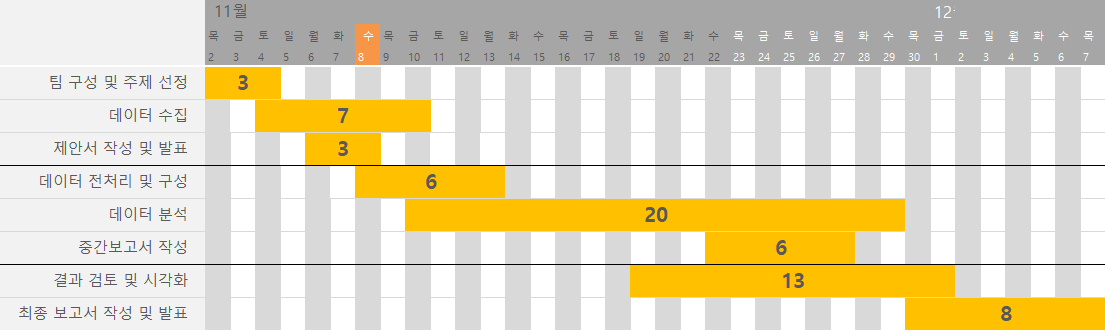 11월 12·
목 금 토 일 월 화 수 목 금 토 일 월 화 수 목 금 토 일 월 화 수 목 금 토 일 월 화 수 목 금 토 일 월 화 수 목
2 3 4 5 6 7 8 9 10 11 12 13 14 15 16 17 18 19 20 21 22 23 24 25 26 27 28 29 30 1 2 3 4 5 6 7
팀 구성 및 주제 선정 3
데이터 수집 7
제안서 작성 및 발표 3
데이터 전처리 및 구성 6
데이터 분석 20
중간보고서 작성 6
결과 검토 및 시각화 13
최종 보고서 작성 및 발표 8